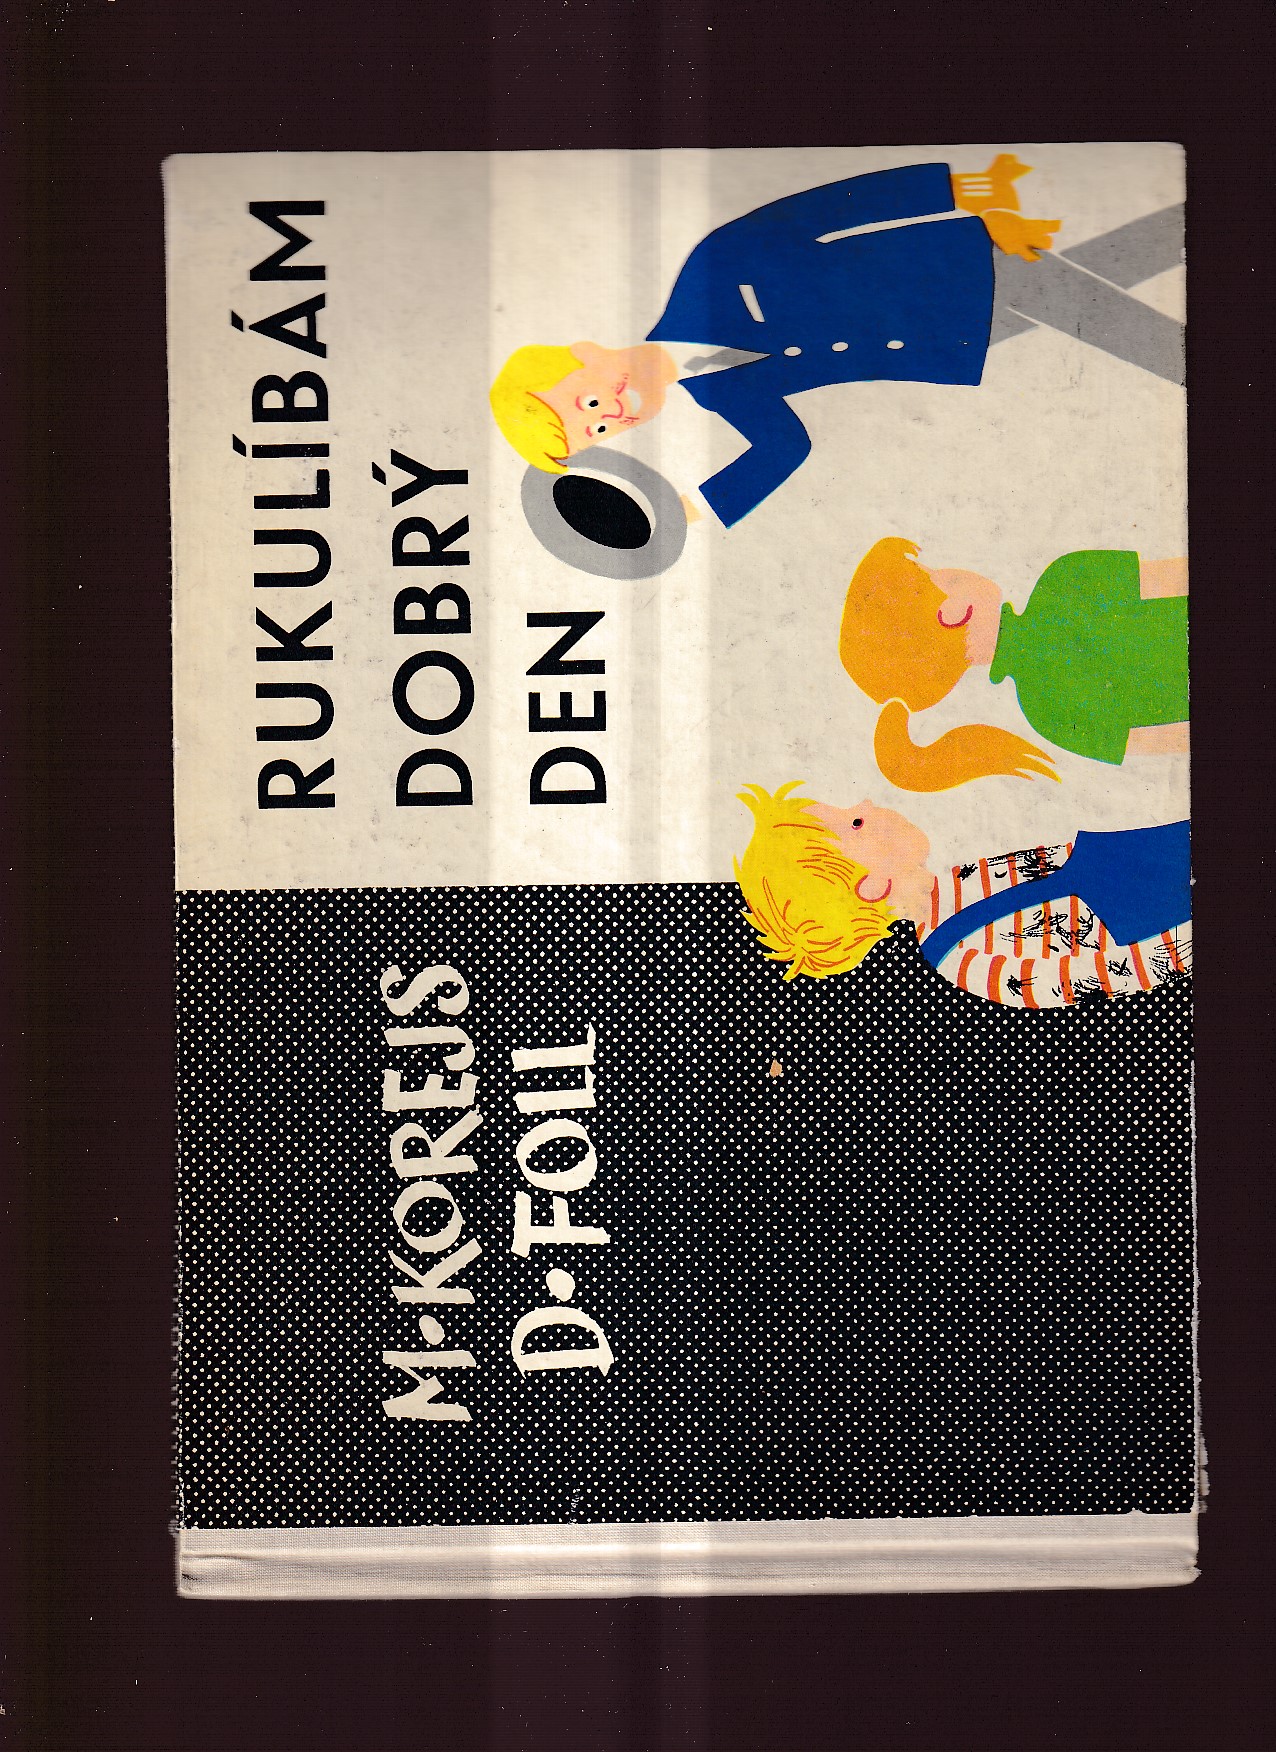 RUKULÍBÁM
DOBRÝ
DEN
M·KOREJS
D·FOLL